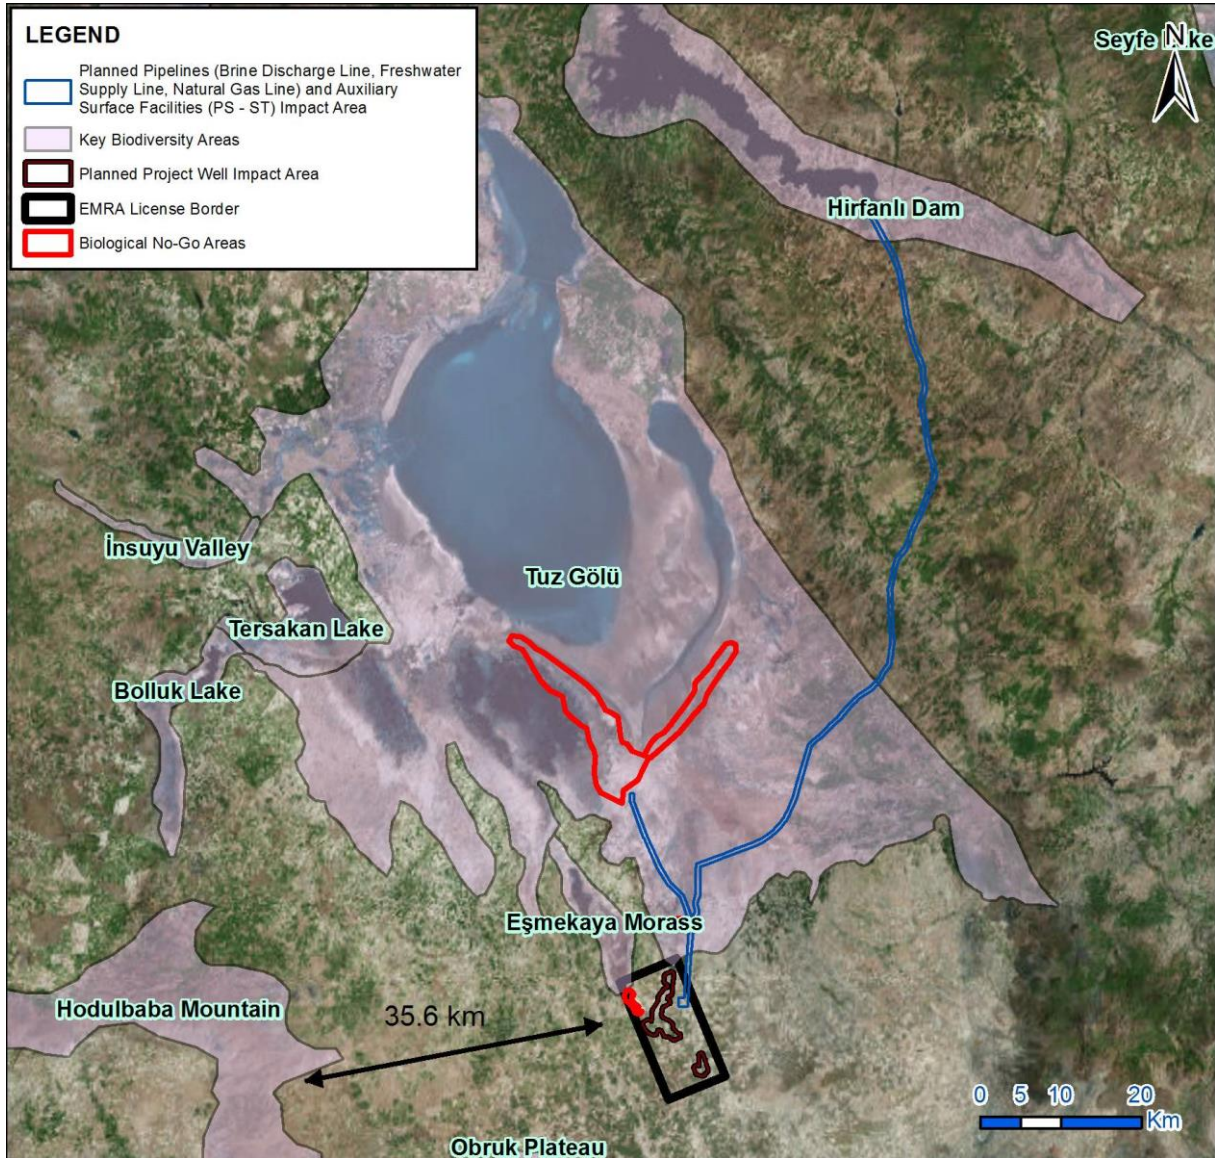 LEGEND
Planned Pipelines (Brine Discharge Line, Freshwater
Supply Line, Natural Gas Line) and Auxiliary
Surface Facilities (PS - ST) Impact Area
Key Biodiversity Areas
Planned Project Well Impact Area
EMRA License Border
Biological No-Go Areas
Seyfe
N
Hirfanlı Dam
İnsuyu Valley
Tuz Gölü
Tersakan Lake
Bolluk Lake
Eşmekaya Morass
Hodulbaba Mountain
35.6 km
0 5 10 20
Km
Obruk Plateau